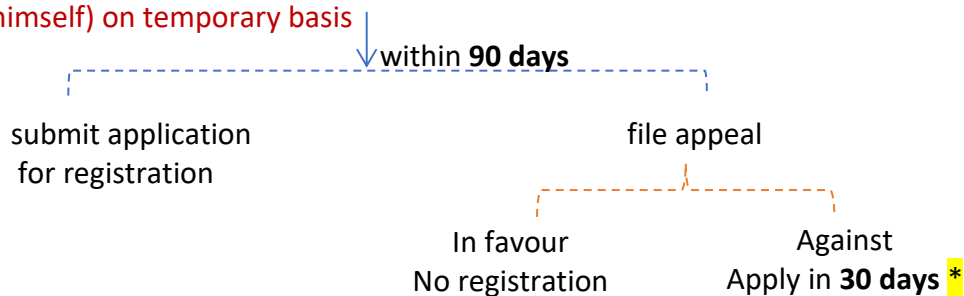 himself) on temporary basis
within 90 days
submit application
for registration
file appeal
In favour
No registration
Against
Apply in 30 days *